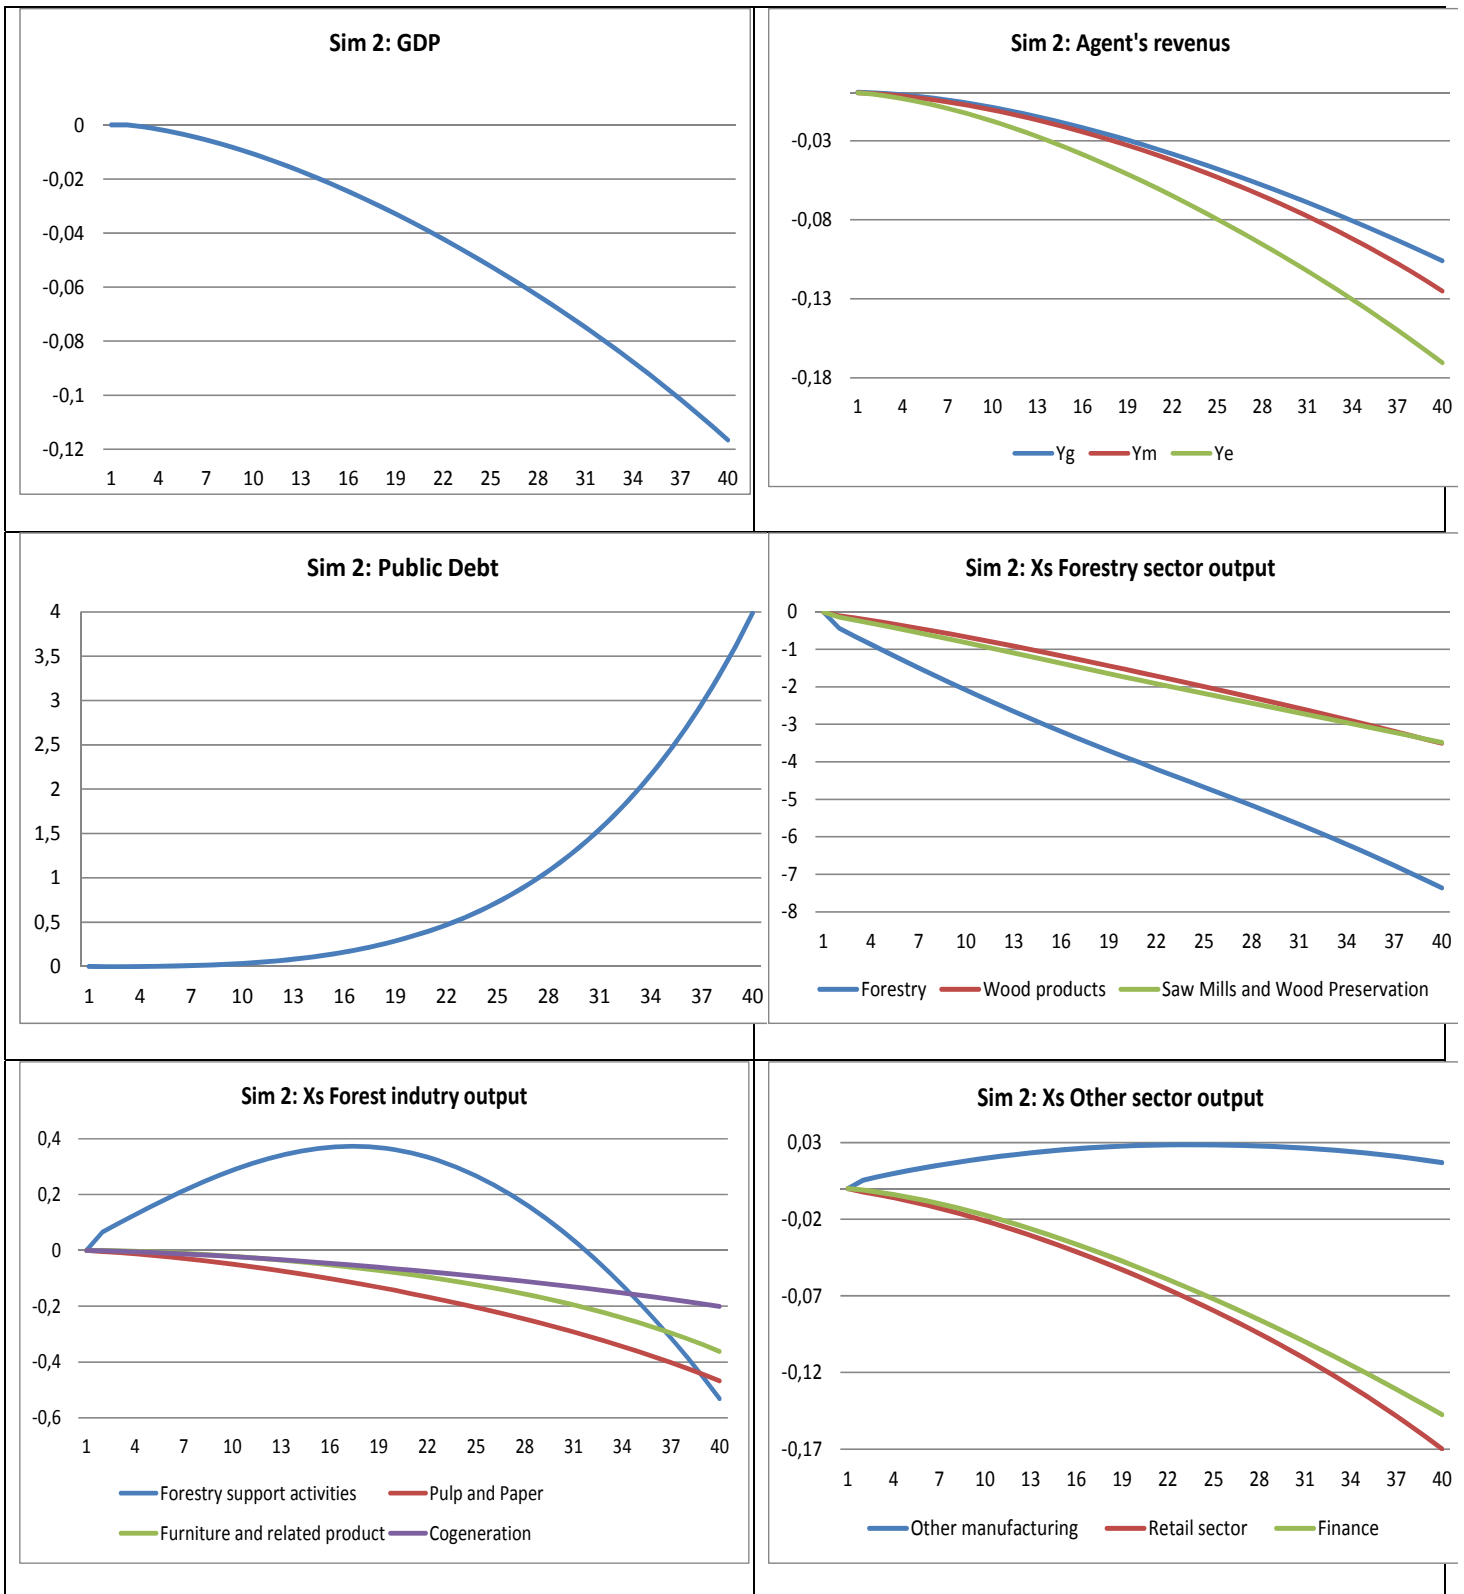 Sim 2: GDP
0
-0,02
-0,04
-0,06
-0,08
-0,1
-0,12
1 4 7 10 13 16 19 22 25 28 31 34 37 40
Sim 2: Agent's revenus
-0,03
-0,08
-0,13
-0,18
1 4 7 10 13 16 19 22 25 28 31 34 37 40
Yg Ym Ye
Sim 2: Public Debt
4
3,5
3
2,5
2
1,5
1
0,5
0
1 4 7 10 13 16 19 22 25 28 31 34 37 40
Sim 2: Xs Forestry sector output
0
-1
-2
-3
-4
-5
-6
-7
-8
1 4 7 10 13 16 19 22 25 28 31 34 37 40
Forestry Wood products Saw Mills and Wood Preservation
Sim 2: Xs Forest indutry output
0,4
0,2
0
-0,2
-0,4
-0,6
1 4 7 10 13 16 19 22 25 28 31 34 37 40
Forestry support activities Pulp and Paper
Furniture and related product Cogeneration
Sim 2: Xs Other sector output
0,03
-0,02
-0,07
-0,12
-0,17
1 4 7 10 13 16 19 22 25 28 31 34 37 40
Other manufacturing Retail sector Finance